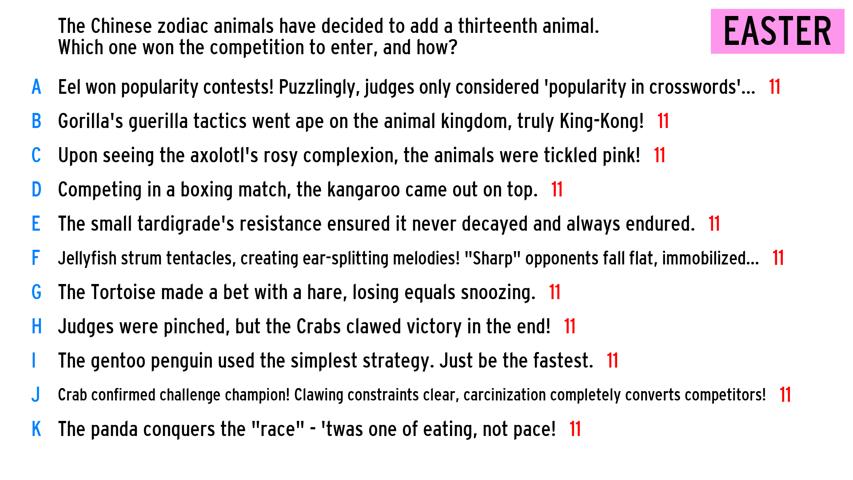 The Chinese zodiac animals have decided to add a thirteenth animal.
Which one won the competition to enter, and how?
EASTER
A Eel won popularity contests! Puzzlingly, judges only considered 'popularity in crosswords'... 11
B Gorilla's guerilla tactics went ape on the animal kingdom, truly King-Kong! 11
C Upon seeing the axolotl's rosy complexion, the animals were tickled pink! 11
D Competing in a boxing match, the kangaroo came out on top. 11
E The small tardigrade's resistance ensured it never decayed and always endured. 11
F Jellyfish strum tentacles, creating ear-splitting melodies! "Sharp" opponents fall flat, immobilized... 11
G The Tortoise made a bet with a hare, losing equals snoozing. 11
H Judges were pinched, but the Crabs clawed victory in the end! 11
I The gentoo penguin used the simplest strategy. Just be the fastest. 11
J Crab confirmed challenge champion! Clawing constraints clear, carcinization completely converts competitors! 11
K The panda conquers the "race" - 'twas one of eating, not pace! 11